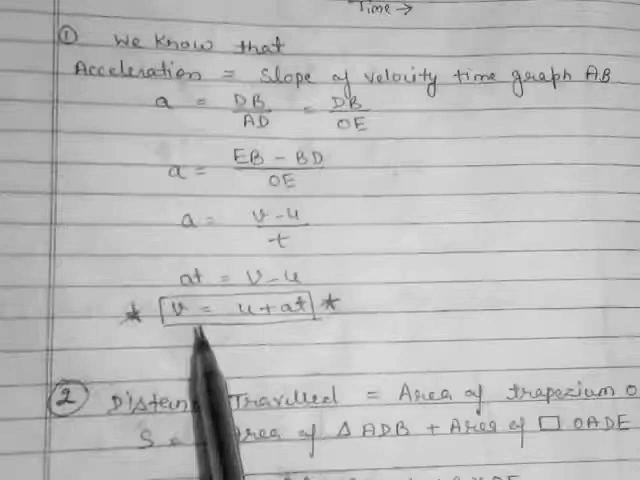 Time →
① We know that
Acceleration = slope of velocity time graph AB
a = DB/AD = DB/OE
a = EB - BD/OE
a = v-u/t
at = v-u
* v = u+at *
② Travelled = Area of trapezium O
S = Area of Δ ADB + Area of □ OADE